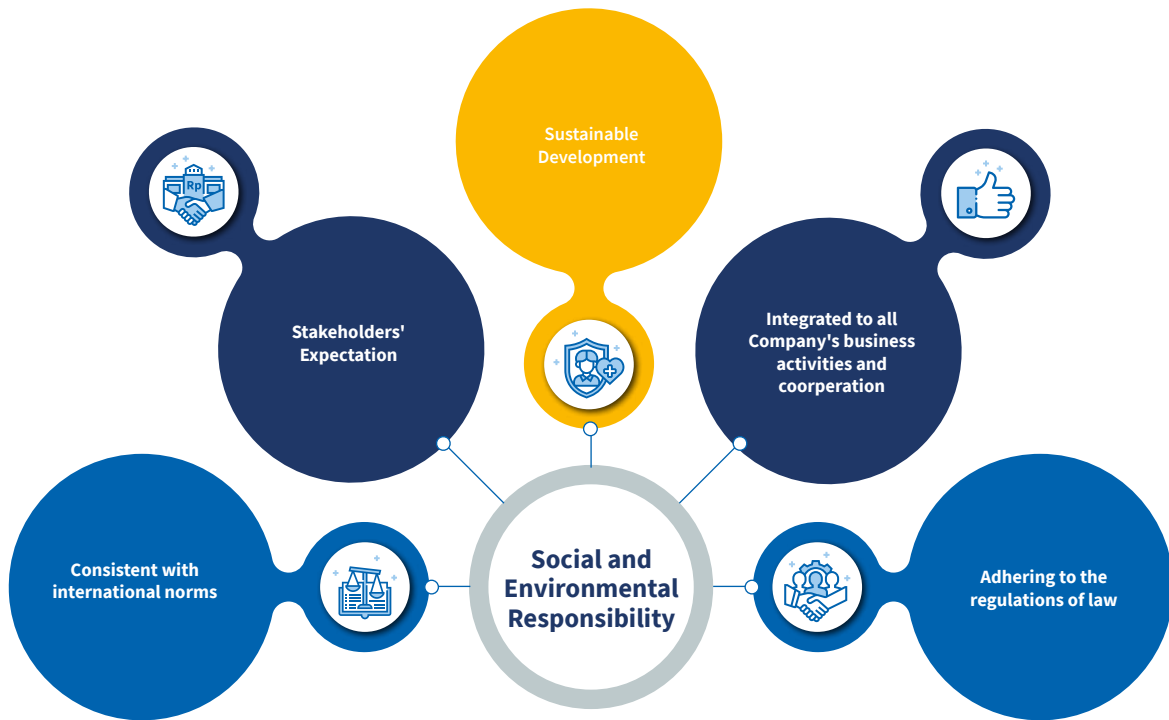 Sustainable
Development
Rp
Stakeholders'
Expectation
Integrated to all
Company's business
activities and
coorperation
Consistent with
international norms
Social and
Environmental
Responsibility
Adhering to the
regulations of law